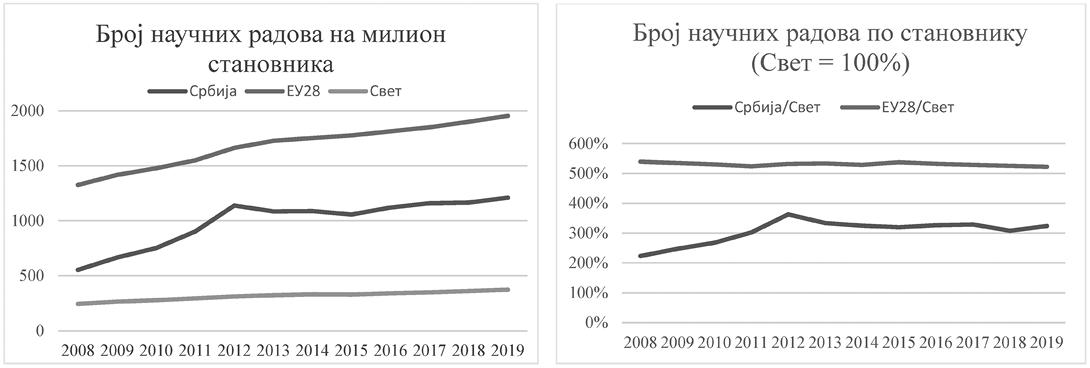 Број научних радова на милион
становника
Србија ЕУ28 Свет
2000
1500
1000
500
0
2008 2009 2010 2011 2012 2013 2014 2015 2016 2017 2018 2019
Број научних радова по становнику
(Свет = 100%)
Србија/Свет ЕУ28/Свет
600%
500%
400%
300%
200%
100%
0%
2008 2009 2010 2011 2012 2013 2014 2015 2016 2017 2018 2019